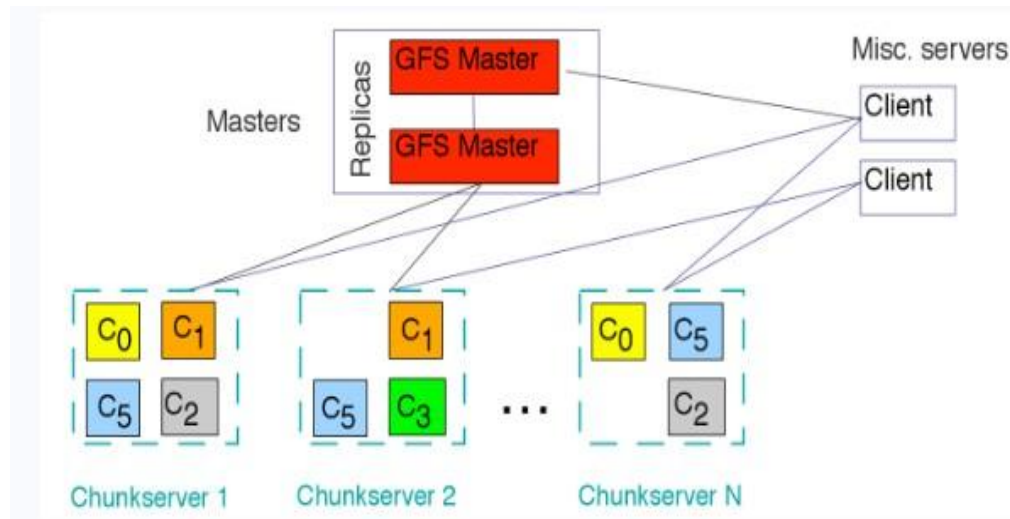 Misc. servers
Masters
Replicas
GFS Master
GFS Master
Client
Client
C0 C1
C5 C2
Chunkserver 1
C1
C5 C3
Chunkserver 2
...
C0 C5
C2
Chunkserver N